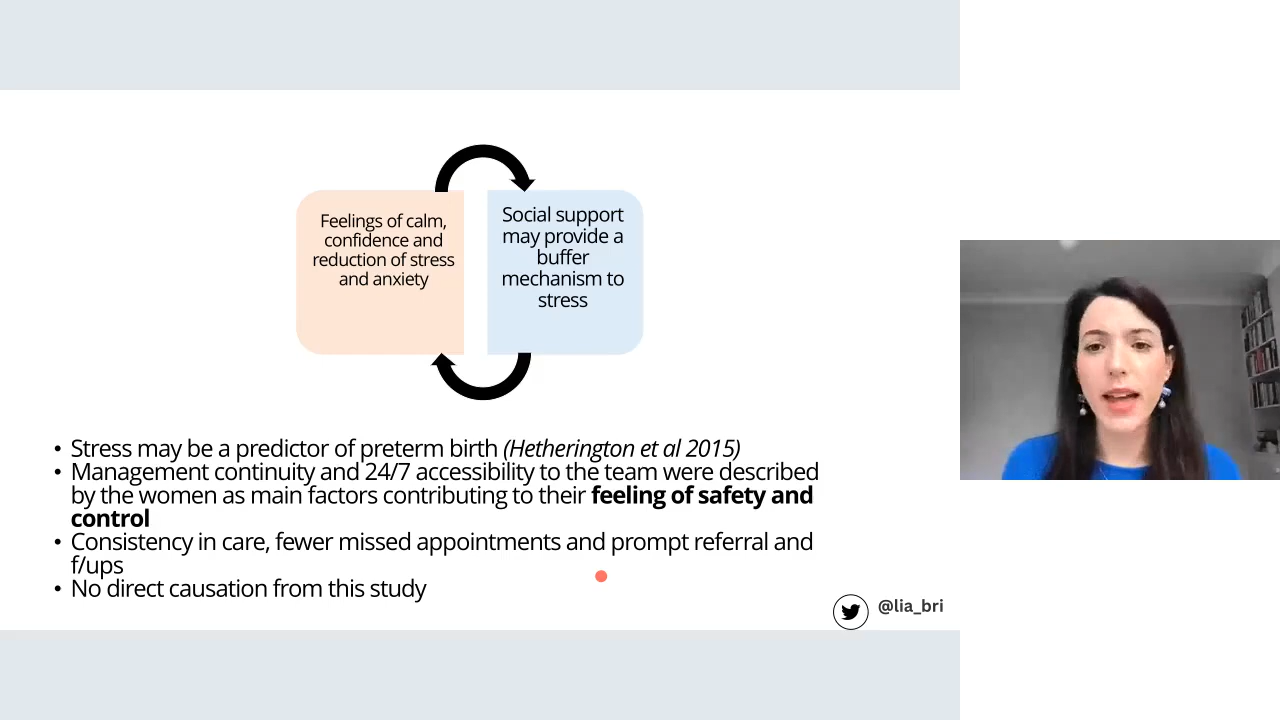 Feelings of calm,
confidence and
reduction of stress
and anxiety
Social support
may provide a
buffer
mechanism to
stress
• Stress may be a predictor of preterm birth (Hetherington et al 2015)
• Management continuity and 24/7 accessibility to the team were described
by the women as main factors contributing to their feeling of safety and
control
• Consistency in care, fewer missed appointments and prompt referral and
f/ups
• No direct causation from this study
@lia_bri